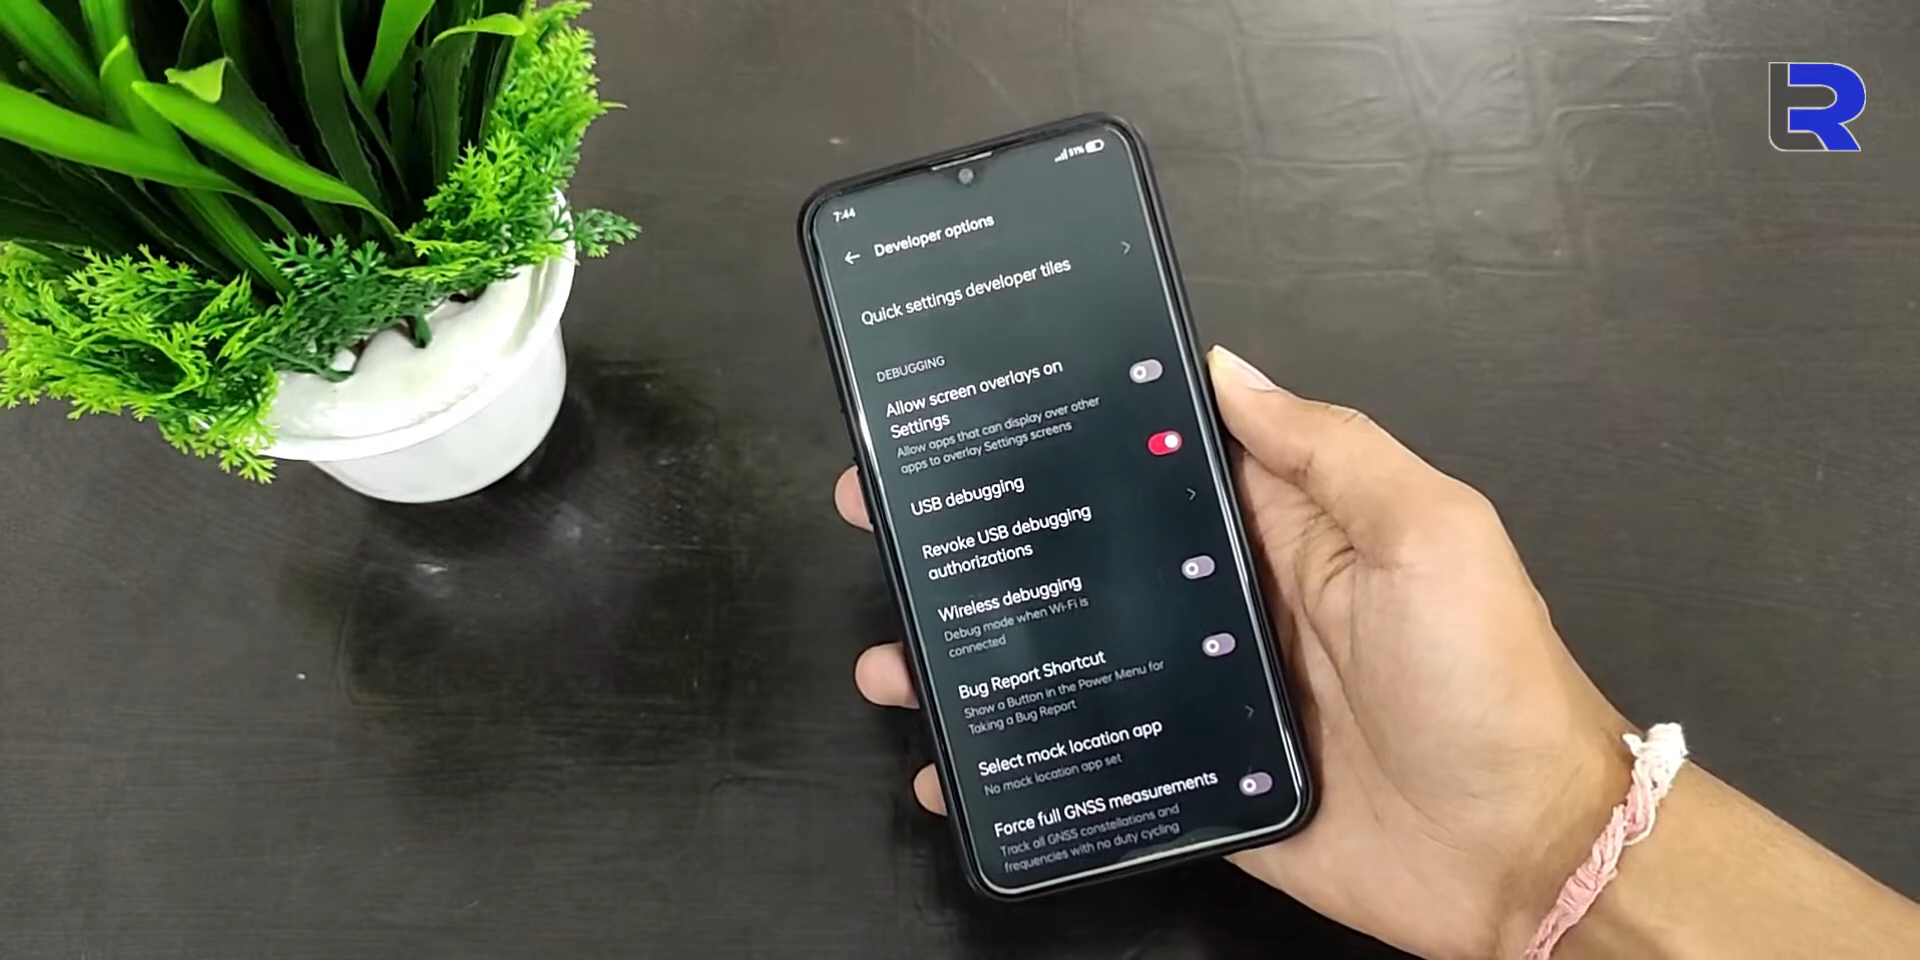 R
7:44
51%
Developer options
Quick settings developer tiles
DEBUGGING
Allow screen overlays on
Settings
Allow apps that can display over other
apps to overlay Settings screens
USB debugging
Revoke USB debugging
authorizations
Wireless debugging
Debug mode when Wi-Fi is
connected
Bug Report Shortcut
Show a Button in the Power Menu for
Taking a Bug Report
Select mock location app
No mock location app set
Force full GNSS measurements
Track all GNSS constellations and
frequencies with no duty cycling